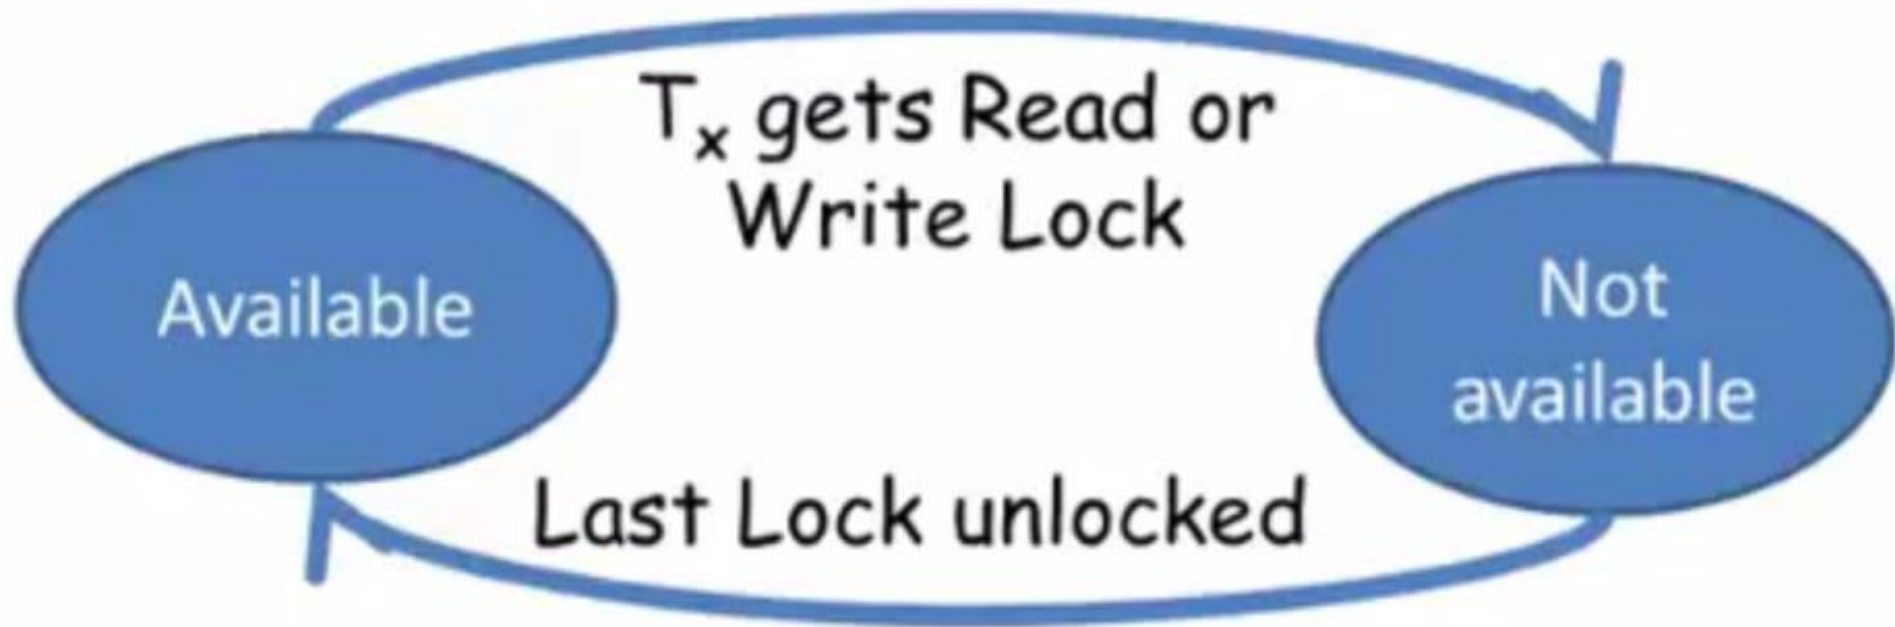 Tₓ gets Read or
Write Lock
Available
Not
available
Last Lock unlocked